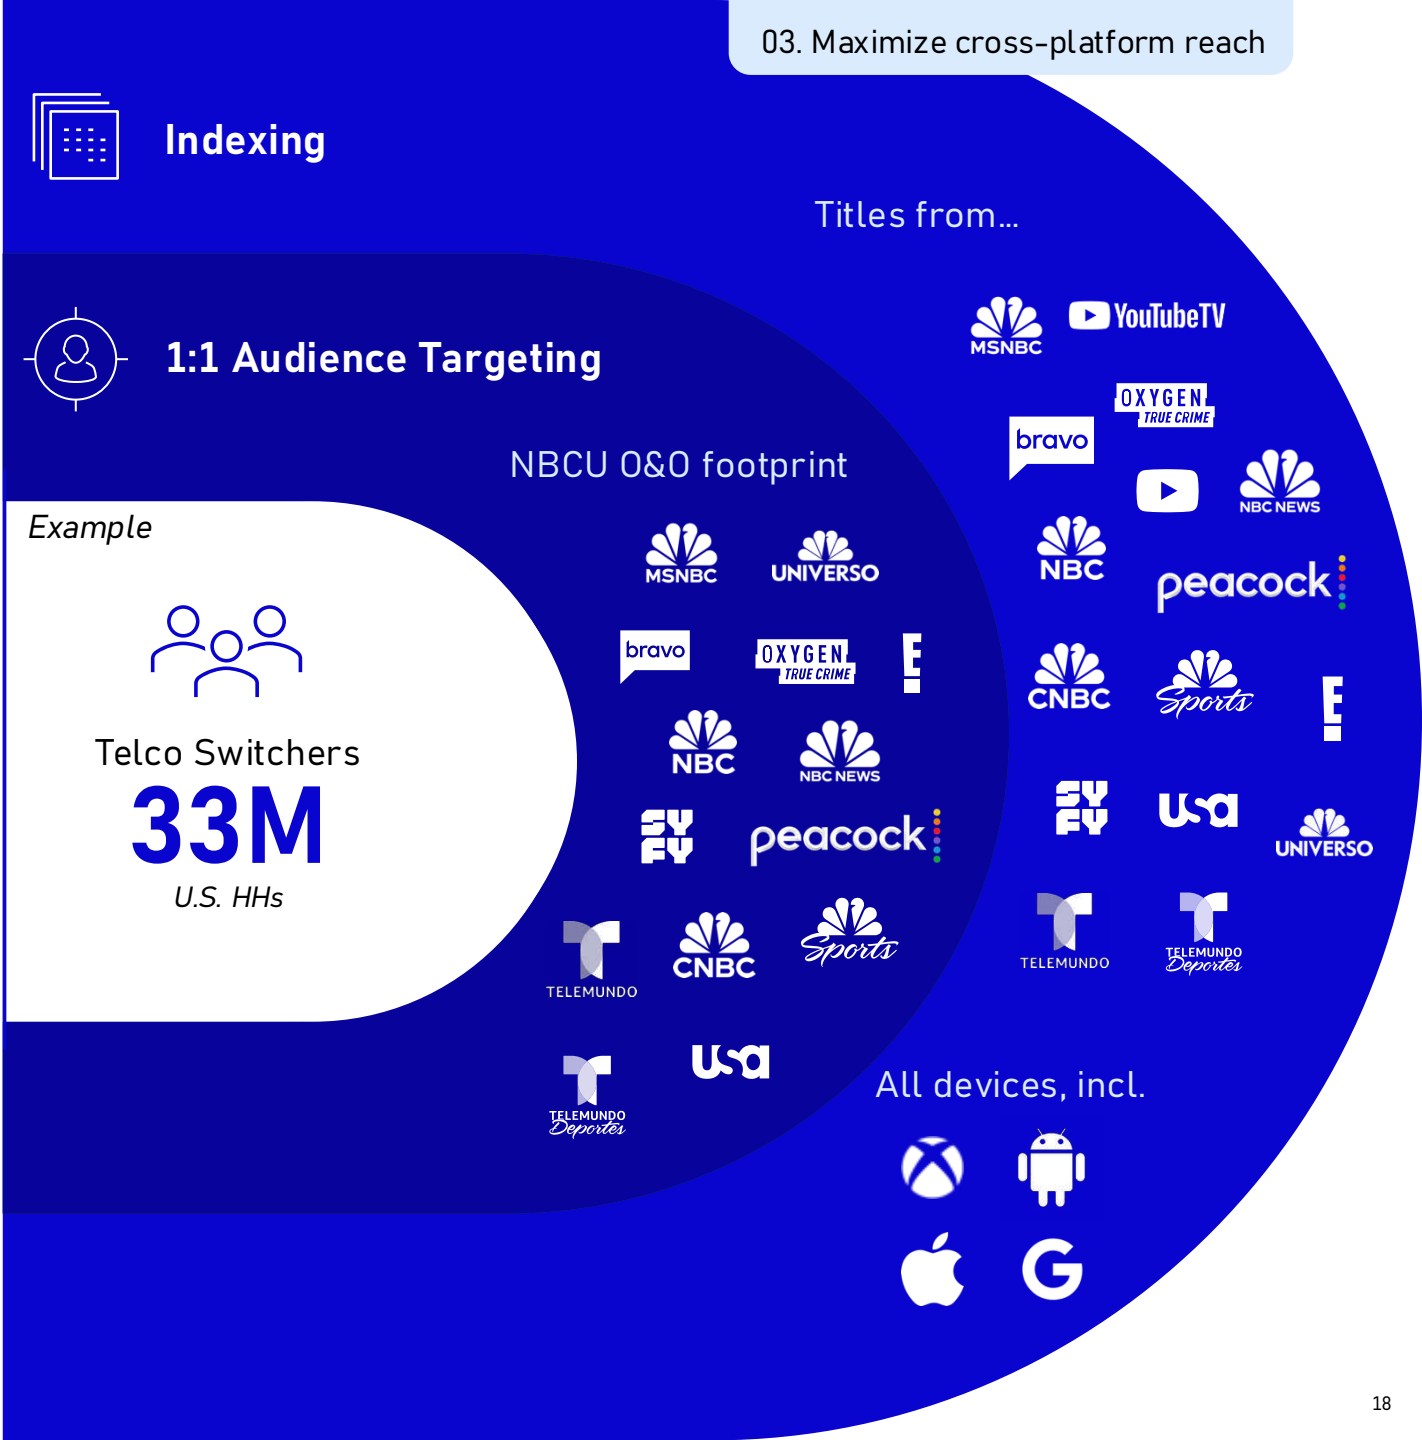 03. Maximize cross-platform reach
Indexing
Titles from...
MSNBC
YouTubeTV
OXYGEN
TRUE CRIME
bravo
NBC NEWS
NBC
peacock
CNBC
Sports
E!
SYFY
usa
UNIVERSO
TELEMUNDO
TELEMUNDO
Deportes
All devices, incl.
G
1:1 Audience Targeting
NBCU O&O footprint
MSNBC
UNIVERSO
bravo
OXYGEN
TRUE CRIME
E!
NBC
NBC NEWS
SY
FY
peacock
TELEMUNDO
CNBC
Sports
TELEMUNDO
Deportes
usa
Example
Telco Switchers
33M
U.S. HHs
18